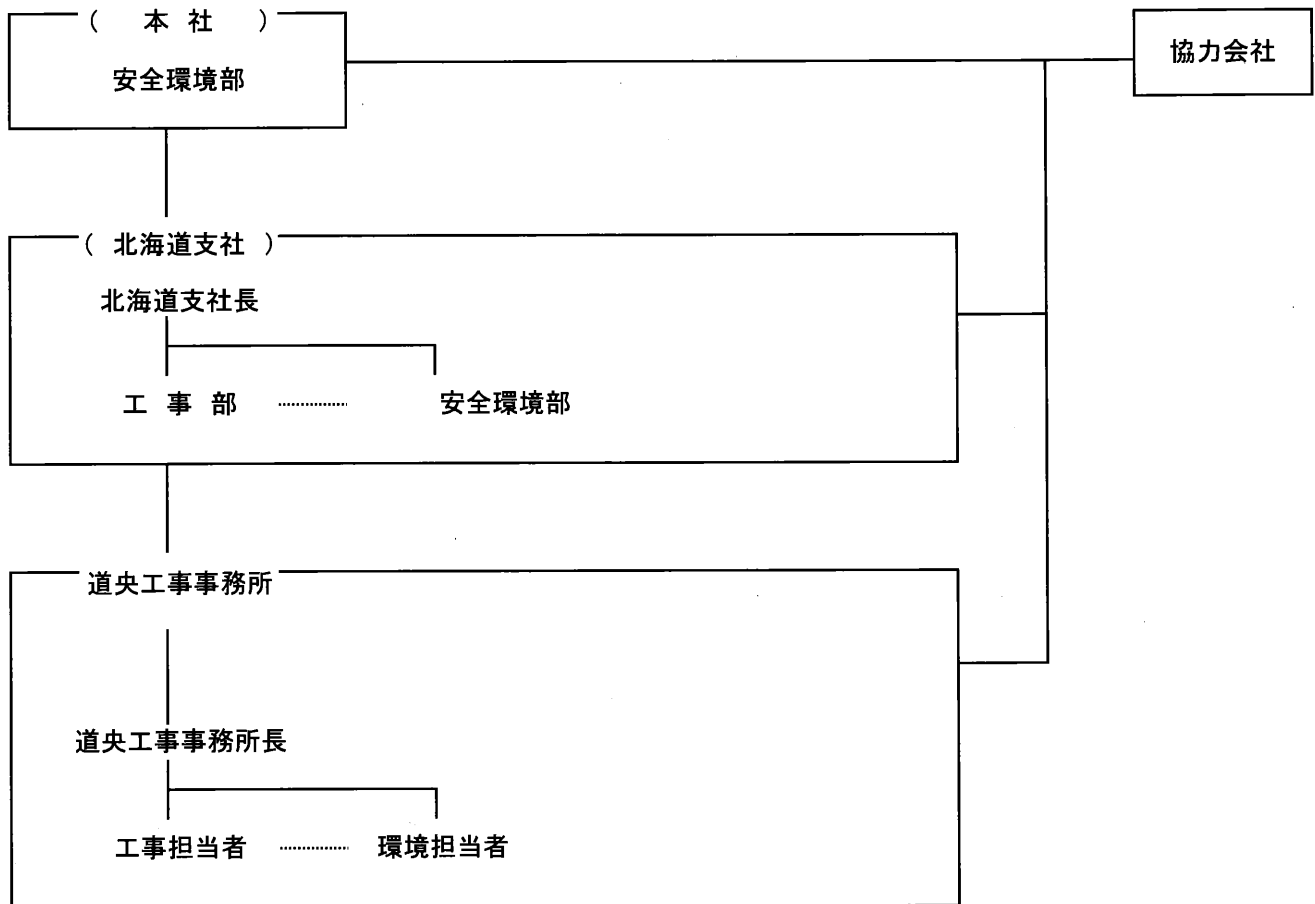 （ 本 社 ）
安全環境部
協力会社
（ 北海道支社 ）
北海道支社長
工 事 部 ………… 安全環境部
道央工事事務所
道央工事事務所長
工事担当者 ………… 環境担当者